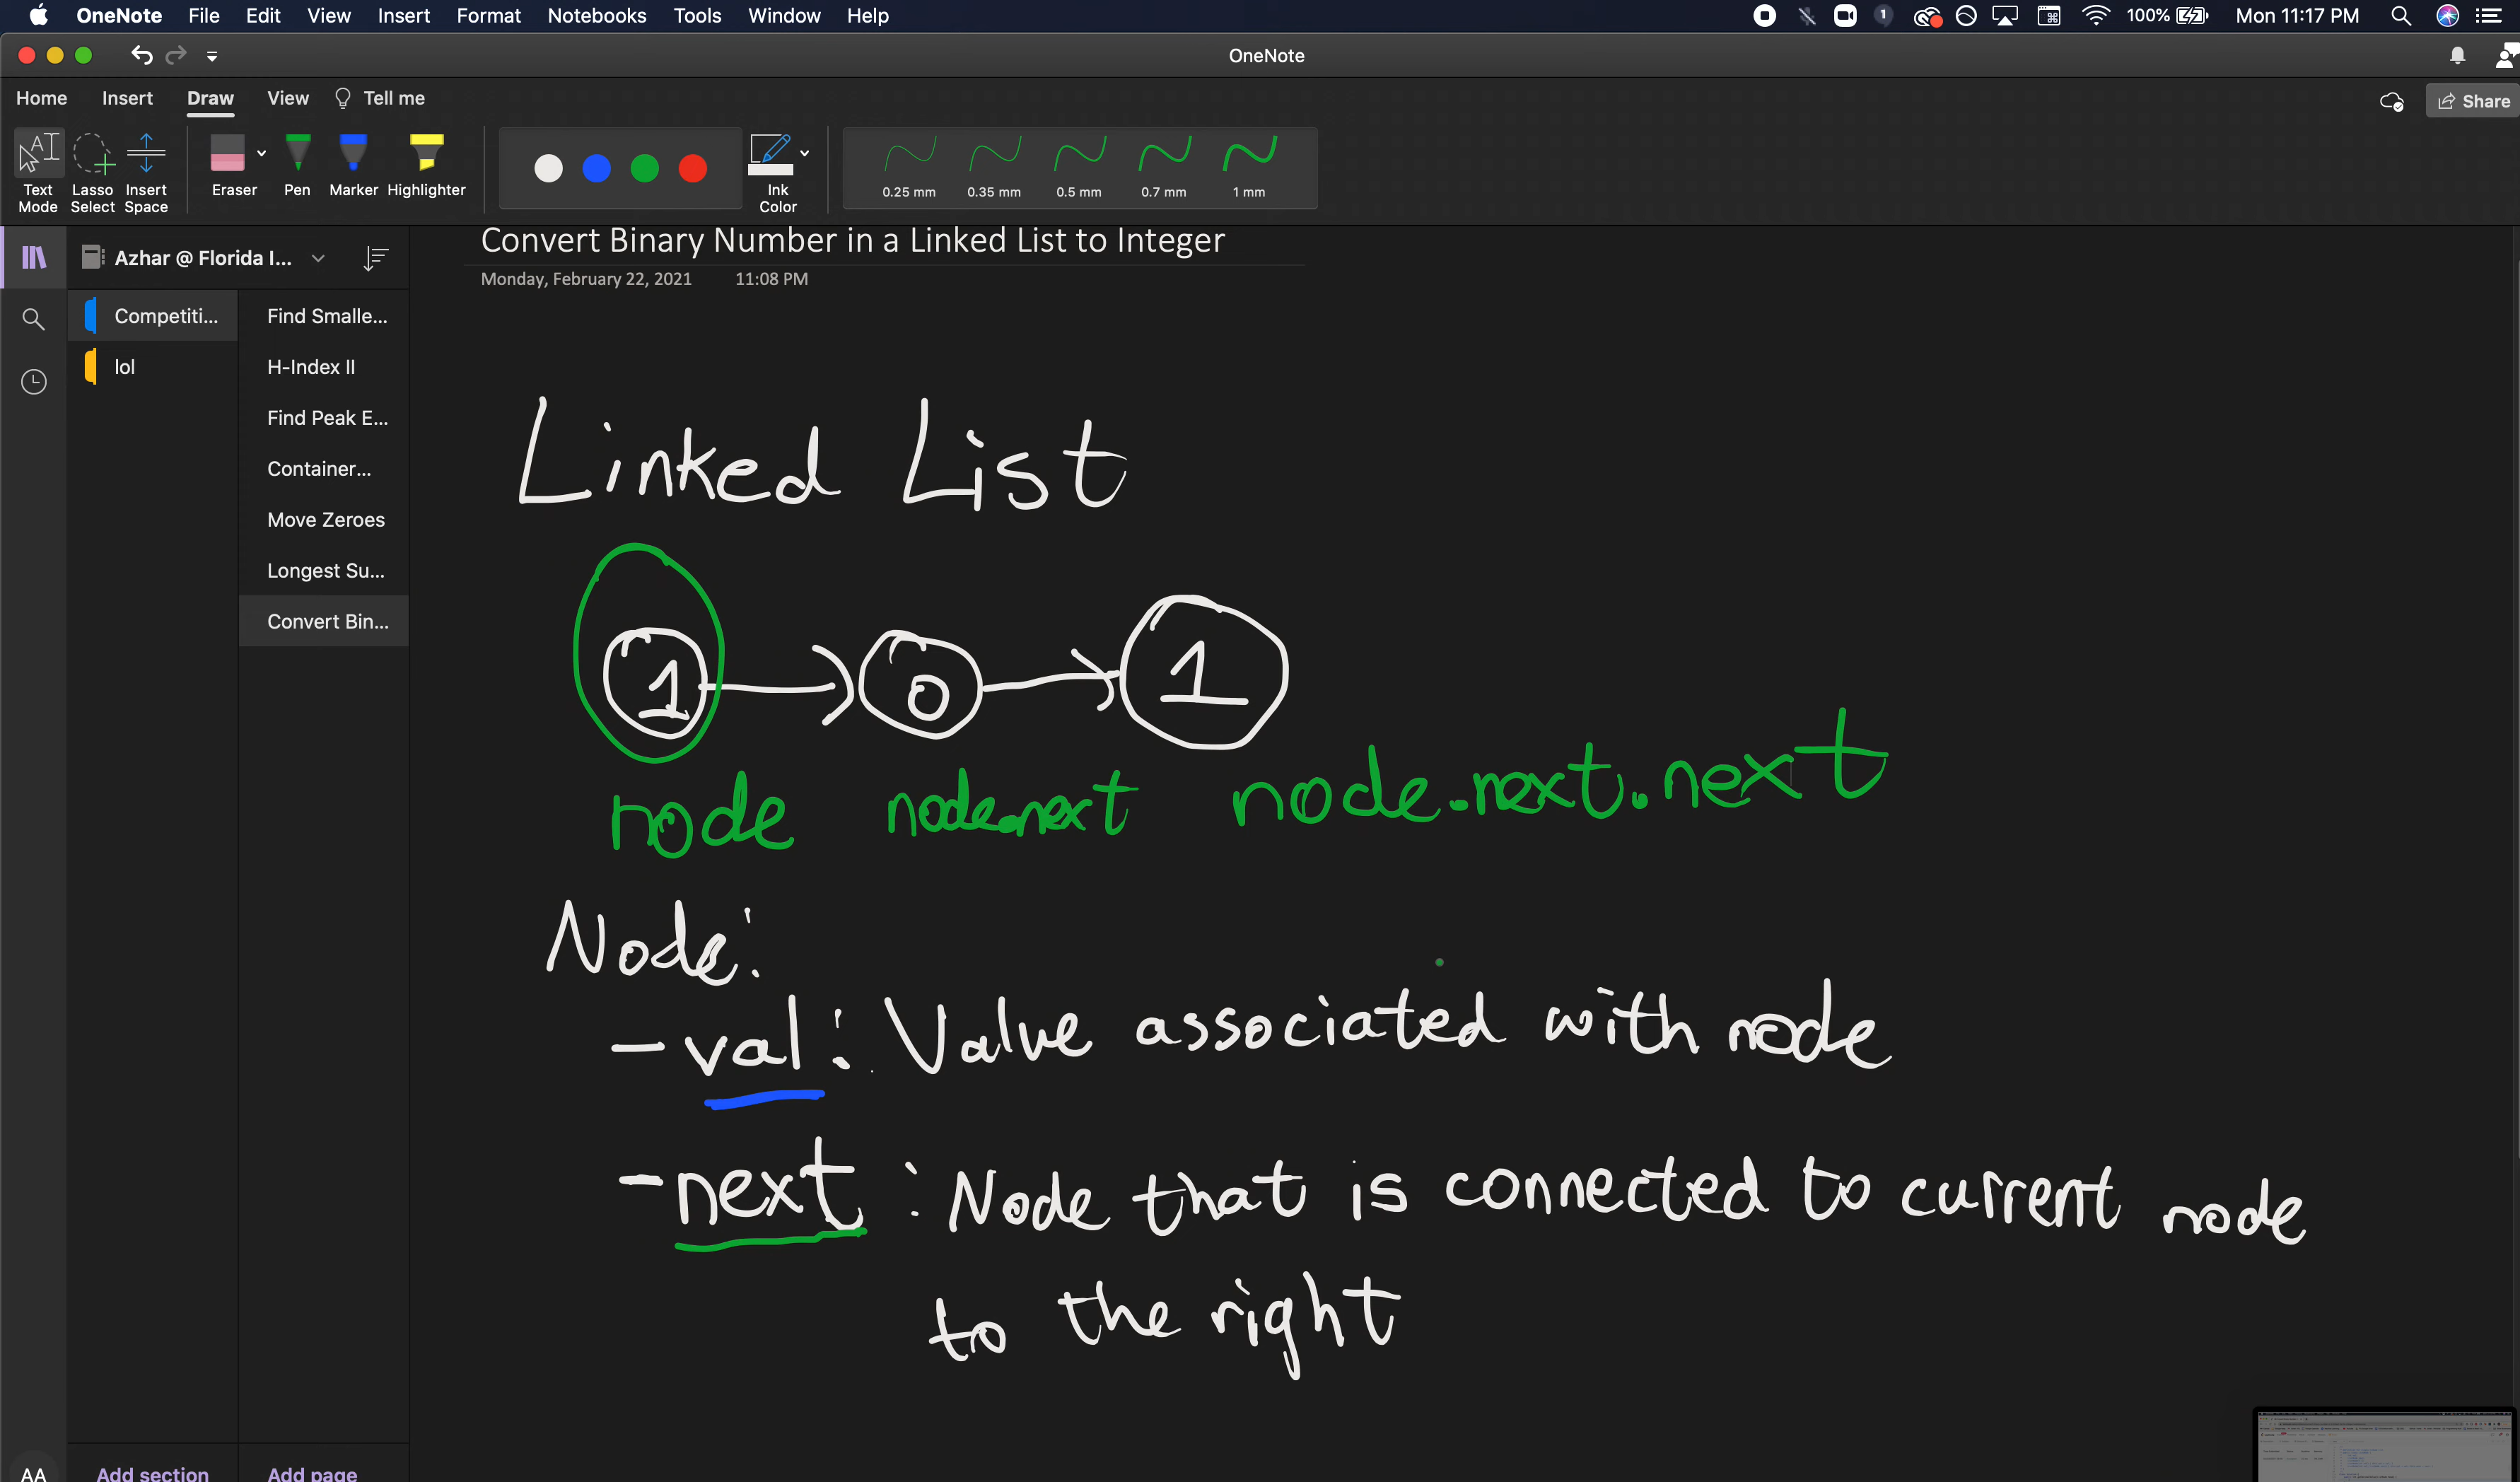 OneNote File Edit View Insert Format Notebooks Tools Window Help 1 100% Mon 11:17 PM
OneNote
Home Insert Draw View Tell me Share
Text Mode Lasso Select Insert Space Eraser Pen Marker Highlighter Ink Color 0.25 mm 0.35 mm 0.5 mm 0.7 mm 1 mm
Azhar @ Florida I...
Competiti...
lol
Find Smalle...
H-Index II
Find Peak E...
Container...
Move Zeroes
Longest Su...
Convert Bin...
Add section
Add page
AA
Convert Binary Number in a Linked List to Integer
Monday, February 22, 2021 11:08 PM
Linked List
1 0 1
node node.next node.next.next
Node:
- val: Value associated with node
- next : Node that is connected to current node
to the right